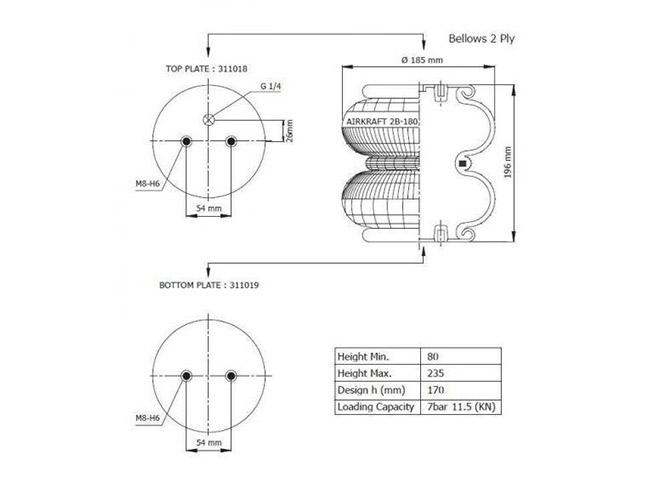 Bellows 2 Ply
Ø 185 mm
TOP PLATE : 311018
G 1/4
AIRKRAFT 2B-180
26mm
196 mm
M8-H6
54 mm
BOTTOM PLATE : 311019
Height Min. 80
Height Max. 235
Design h (mm) 170
Loading Capacity 7bar 11.5 (KN)
M8-H6
54 mm